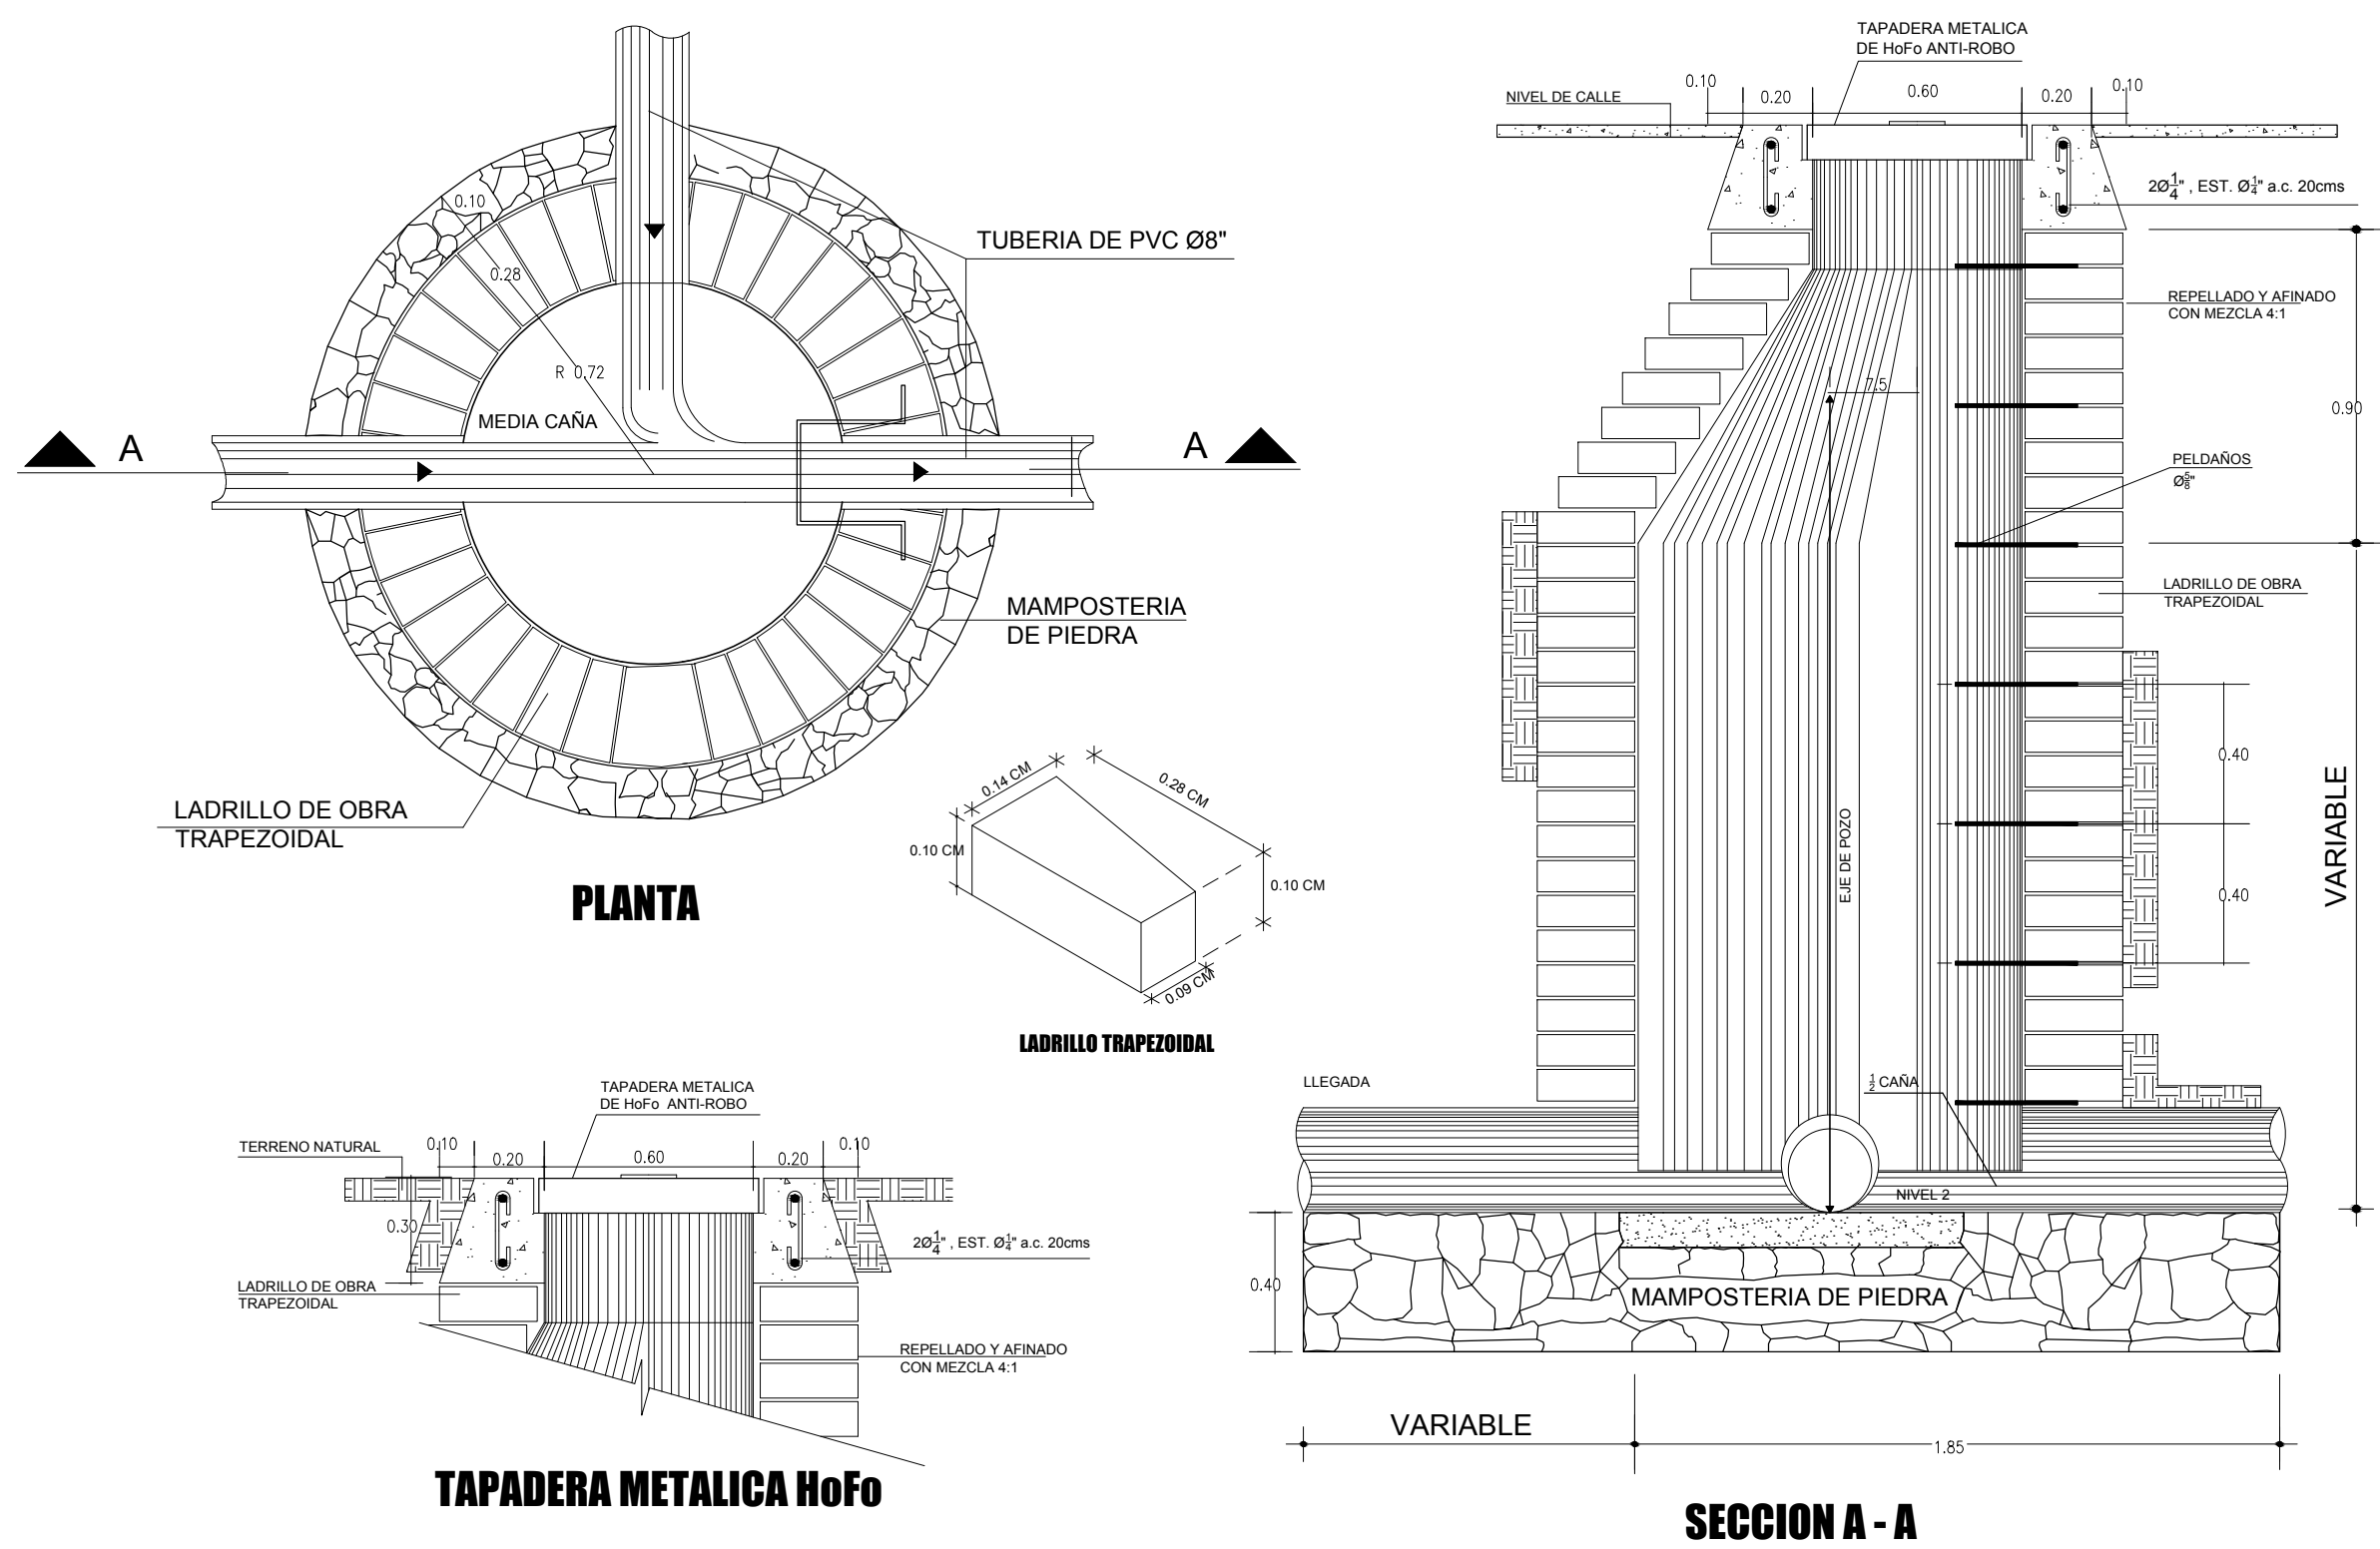 0.10
0.28
R 0.72
MEDIA CAÑA
TUBERIA DE PVC Ø8"
A
A
MAMPOSTERIA
DE PIEDRA
LADRILLO DE OBRA
TRAPEZOIDAL
PLANTA
0.14 CM
0.28 CM
0.10 CM
0.10 CM
0.09 CM
LADRILLO TRAPEZOIDAL
TAPADERA METALICA
DE HoFo ANTI-ROBO
TERRENO NATURAL
0.10
0.20
0.60
0.20
0.10
0.30
2Ø1/4" , EST. Ø1/4" a.c. 20cms
LADRILLO DE OBRA
TRAPEZOIDAL
REPELLADO Y AFINADO
CON MEZCLA 4:1
TAPADERA METALICA HoFo
TAPADERA METALICA
DE HoFo ANTI-ROBO
NIVEL DE CALLE
0.10
0.20
0.60
0.20
0.10
2Ø1/4" , EST. Ø1/4" a.c. 20cms
REPELLADO Y AFINADO
CON MEZCLA 4:1
7.5
0.90
PELDAÑOS
Ø5/8"
LADRILLO DE OBRA
TRAPEZOIDAL
0.40
0.40
VARIABLE
EJE DE POZO
LLEGADA
1/2 CAÑA
NIVEL 2
0.40
MAMPOSTERIA DE PIEDRA
VARIABLE
1.85
SECCION A - A